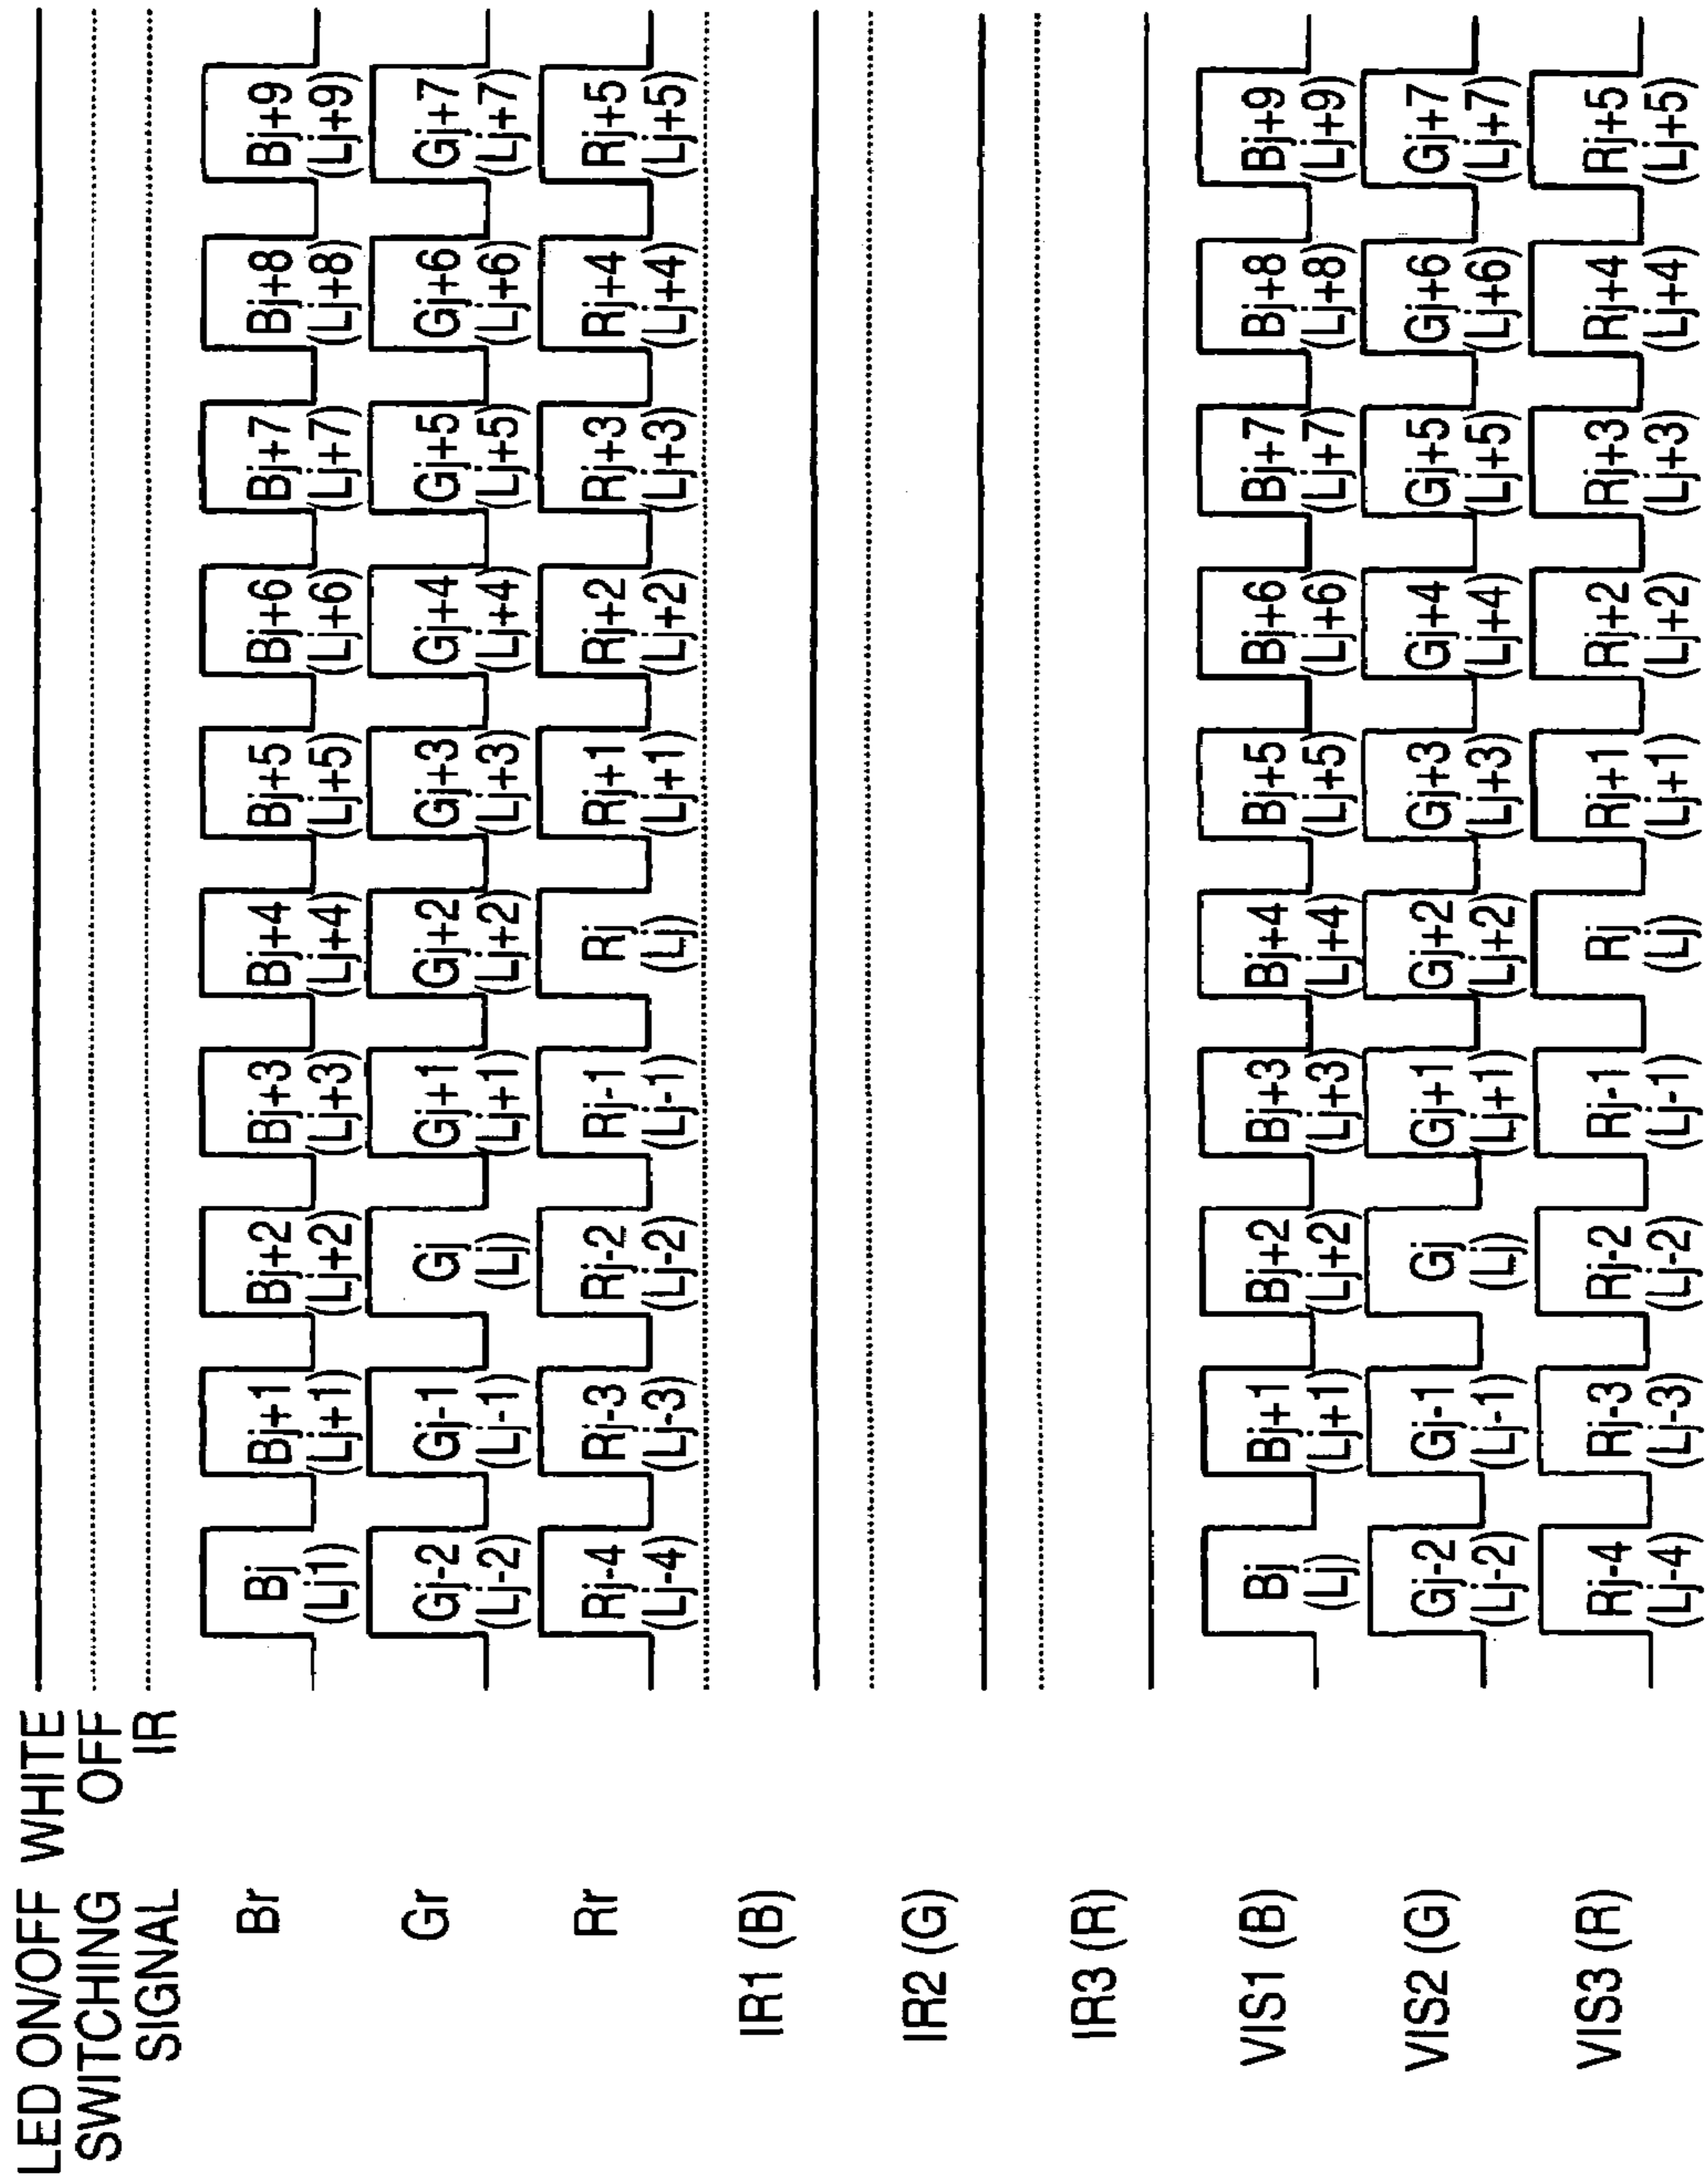 LED ON/OFF WHITE
SWITCHING OFF
SIGNAL IR
Br
Bj Bj+1 Bj+2 Bj+3 Bj+4 Bj+5 Bj+6 Bj+7 Bj+8 Bj+9
(Lj1) (Lj+1) (Lj+2) (Lj+3) (Lj+4) (Lj+5) (Lj+6) (Lj+7) (Lj+8) (Lj+9)
Gr
Gj-2 Gj-1 Gj Gj+1 Gj+2 Gj+3 Gj+4 Gj+5 Gj+6 Gj+7
(Lj-2) (Lj-1) (Lj) (Lj+1) (Lj+2) (Lj+3) (Lj+4) (Lj+5) (Lj+6) (Lj+7)
Rr
Rj-4 Rj-3 Rj-2 Rj-1 Rj Rj+1 Rj+2 Rj+3 Rj+4 Rj+5
(Lj-4) (Lj-3) (Lj-2) (Lj-1) (Lj) (Lj+1) (Lj+2) (Lj+3) (Lj+4) (Lj+5)
IR1 (B)
IR2 (G)
IR3 (R)
VIS1 (B)
Bj Bj+1 Bj+2 Bj+3 Bj+4 Bj+5 Bj+6 Bj+7 Bj+8 Bj+9
(Lj) (Lj+1) (Lj+2) (Lj+3) (Lj+4) (Lj+5) (Lj+6) (Lj+7) (Lj+8) (Lj+9)
VIS2 (G)
Gj-2 Gj-1 Gj Gj+1 Gj+2 Gj+3 Gj+4 Gj+5 Gj+6 Gj+7
(Lj-2) (Lj-1) (Lj) (Lj+1) (Lj+2) (Lj+3) (Lj+4) (Lj+5) (Lj+6) (Lj+7)
VIS3 (R)
Rj-4 Rj-3 Rj-2 Rj-1 Rj Rj+1 Rj+2 Rj+3 Rj+4 Rj+5
(Lj-4) (Lj-3) (Lj-2) (Lj-1) (Lj) (Lj+1) (Lj+2) (Lj+3) (Lj+4) (Lj+5)